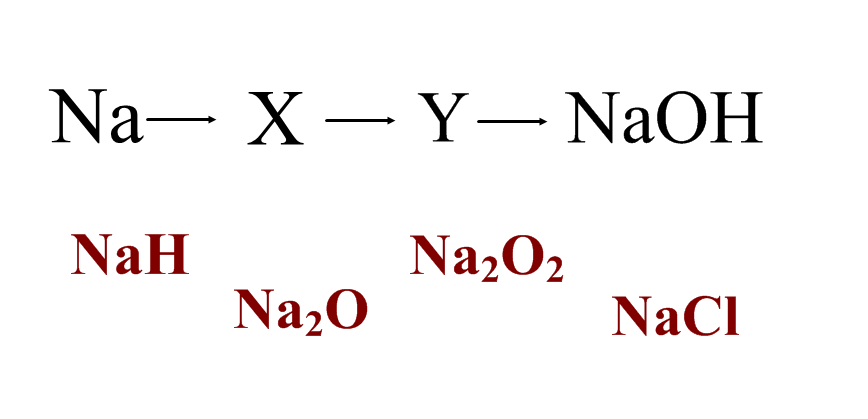 Na → X → Y → NaOH
NaH
Na₂O₂
Na₂O
NaCl